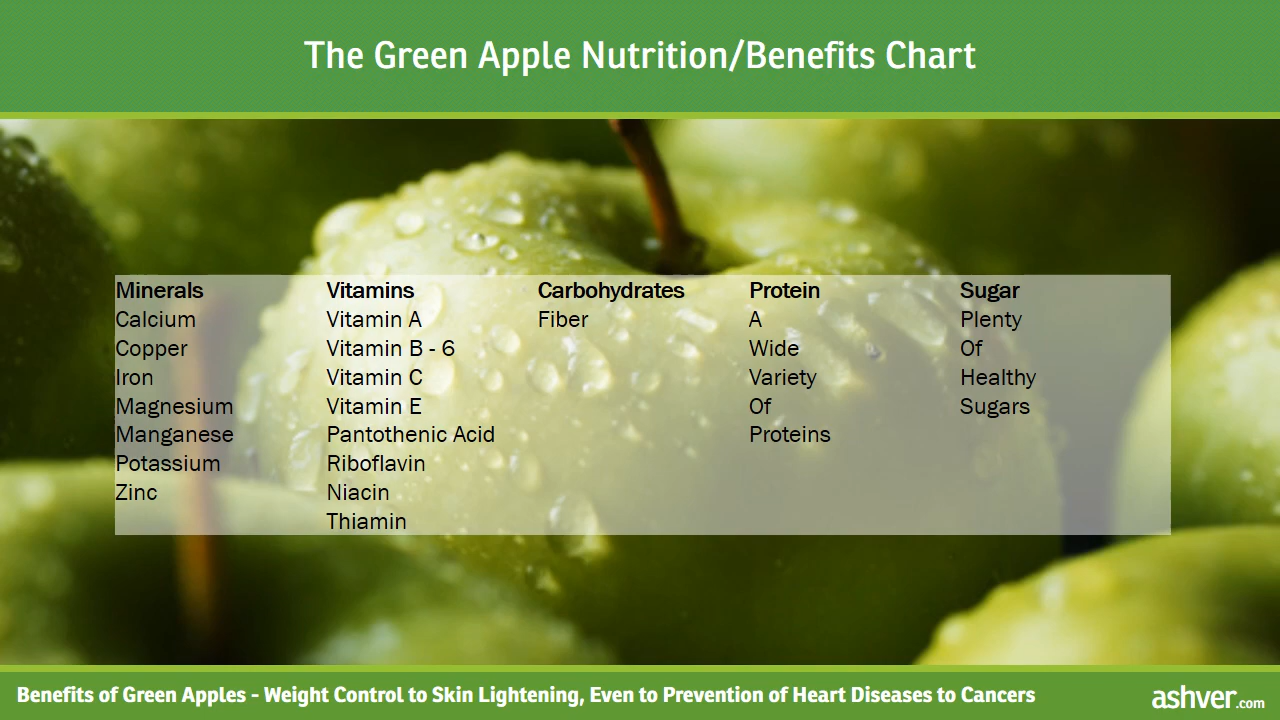 The Green Apple Nutrition/Benefits Chart
Minerals Vitamins Carbohydrates Protein Sugar
Calcium Vitamin A Fiber A Plenty
Copper Vitamin B - 6 Wide Of
Iron Vitamin C Variety Healthy
Magnesium Vitamin E Of Sugars
Manganese Pantothenic Acid Proteins
Potassium Riboflavin
Zinc Niacin
Thiamin
Benefits of Green Apples - Weight Control to Skin Lightening, Even to Prevention of Heart Diseases to Cancers
ashver.com